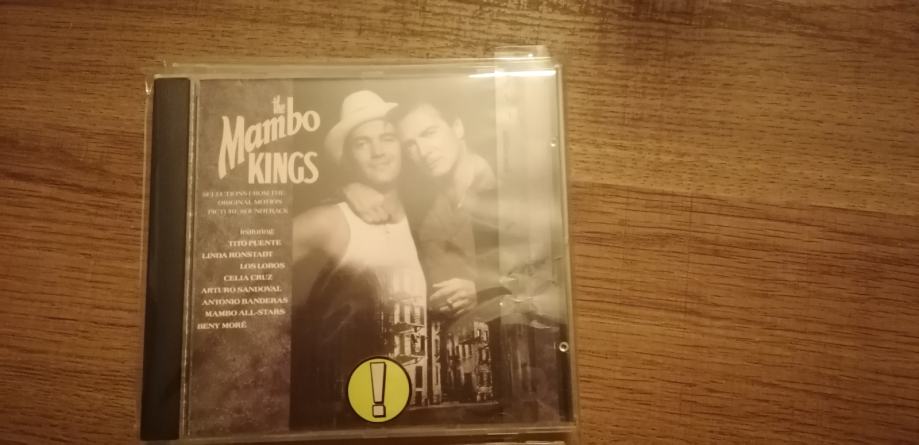 the
Mambo
KINGS
SELECTIONS FROM THE
ORIGINAL MOTION
PICTURE SOUNDTRACK
featuring
TITO PUENTE
LINDA RONSTADT
LOS LOBOS
CELIA CRUZ
ARTURO SANDOVAL
ANTONIO BANDERAS
MAMBO ALL-STARS
BENY MORÉ
!